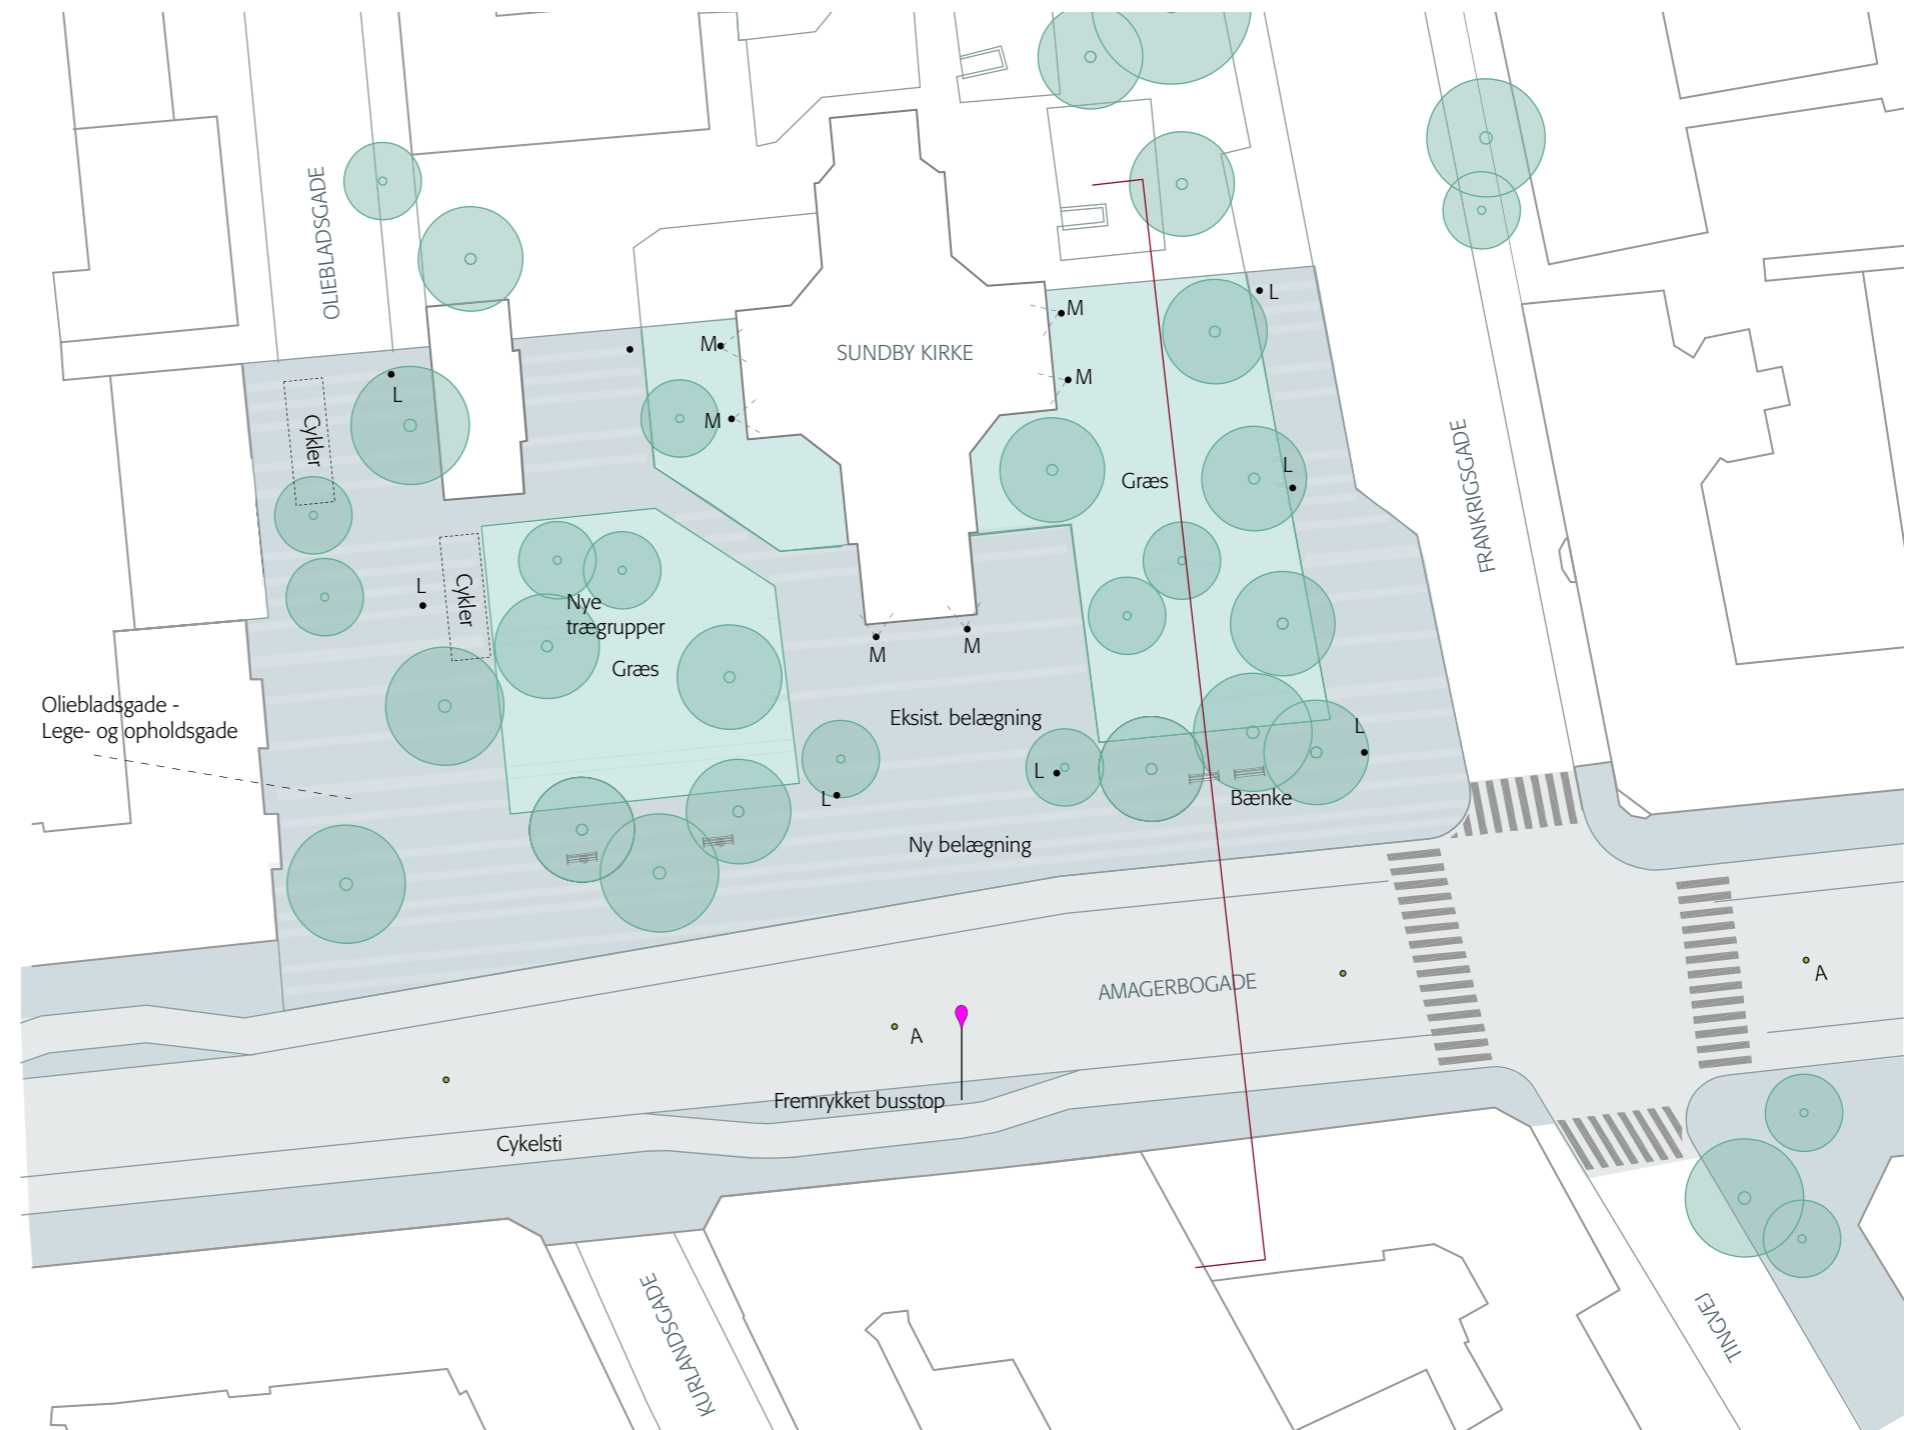 OLIEBLADSGADE
L
M
M
SUNDBY KIRKE
M
M
L
L
Cykler
L
Cykler
Græs
FRANKRIGSGADE
Nye
trægrupper
Græs
M
M
Oliebladsgade -
Lege- og opholdsgade
Eksist. belægning
L
L
L
Bænke
Ny belægning
AMAGERBOGADE
A
A
Fremrykket busstop
Cykelsti
KURLANDSGADE
TINGVEJ